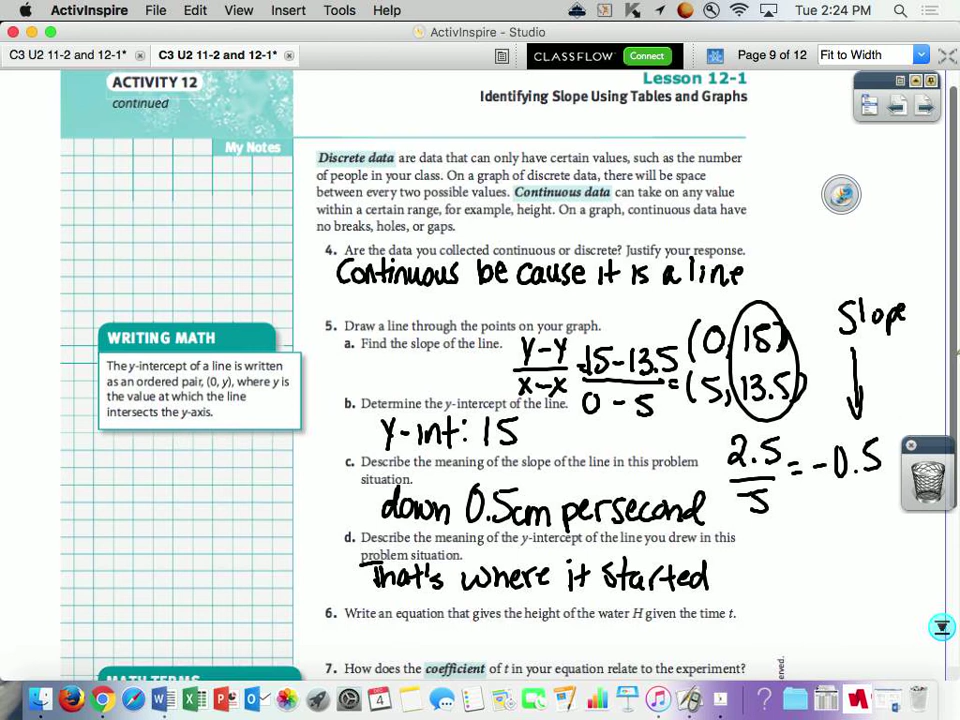 ActivInspire File Edit View Insert Tools Help Tue 2:24 PM
ActivInspire - Studio
C3 U2 11-2 and 12-1* C3 U2 11-2 and 12-1* CLASSFLOW Connect Page 9 of 12 Fit to Width
ACTIVITY 12
continued
Lesson 12-1
Identifying Slope Using Tables and Graphs
My Notes
Discrete data are data that can only have certain values, such as the number
of people in your class. On a graph of discrete data, there will be space
between every two possible values. Continuous data can take on any value
within a certain range, for example, height. On a graph, continuous data have
no breaks, holes, or gaps.
4. Are the data you collected continuous or discrete? Justify your response.
Continuous be cause it is a line
WRITING MATH
The y-intercept of a line is written
as an ordered pair, (0, y), where y is
the value at which the line
intersects the y-axis.
5. Draw a line through the points on your graph.
a. Find the slope of the line.
y-y
x-x
= 15-13.5
0-5
=
(0, 15)
(5, 13.5)
Slope
2.5
5
= -0.5
b. Determine the y-intercept of the line.
y-int: 15
c. Describe the meaning of the slope of the line in this problem
situation.
down 0.5cm per second
d. Describe the meaning of the y-intercept of the line you drew in this
problem situation.
That's where it started
6. Write an equation that gives the height of the water H given the time t.
7. How does the coefficient of t in your equation relate to the experiment?
MATH TERMS